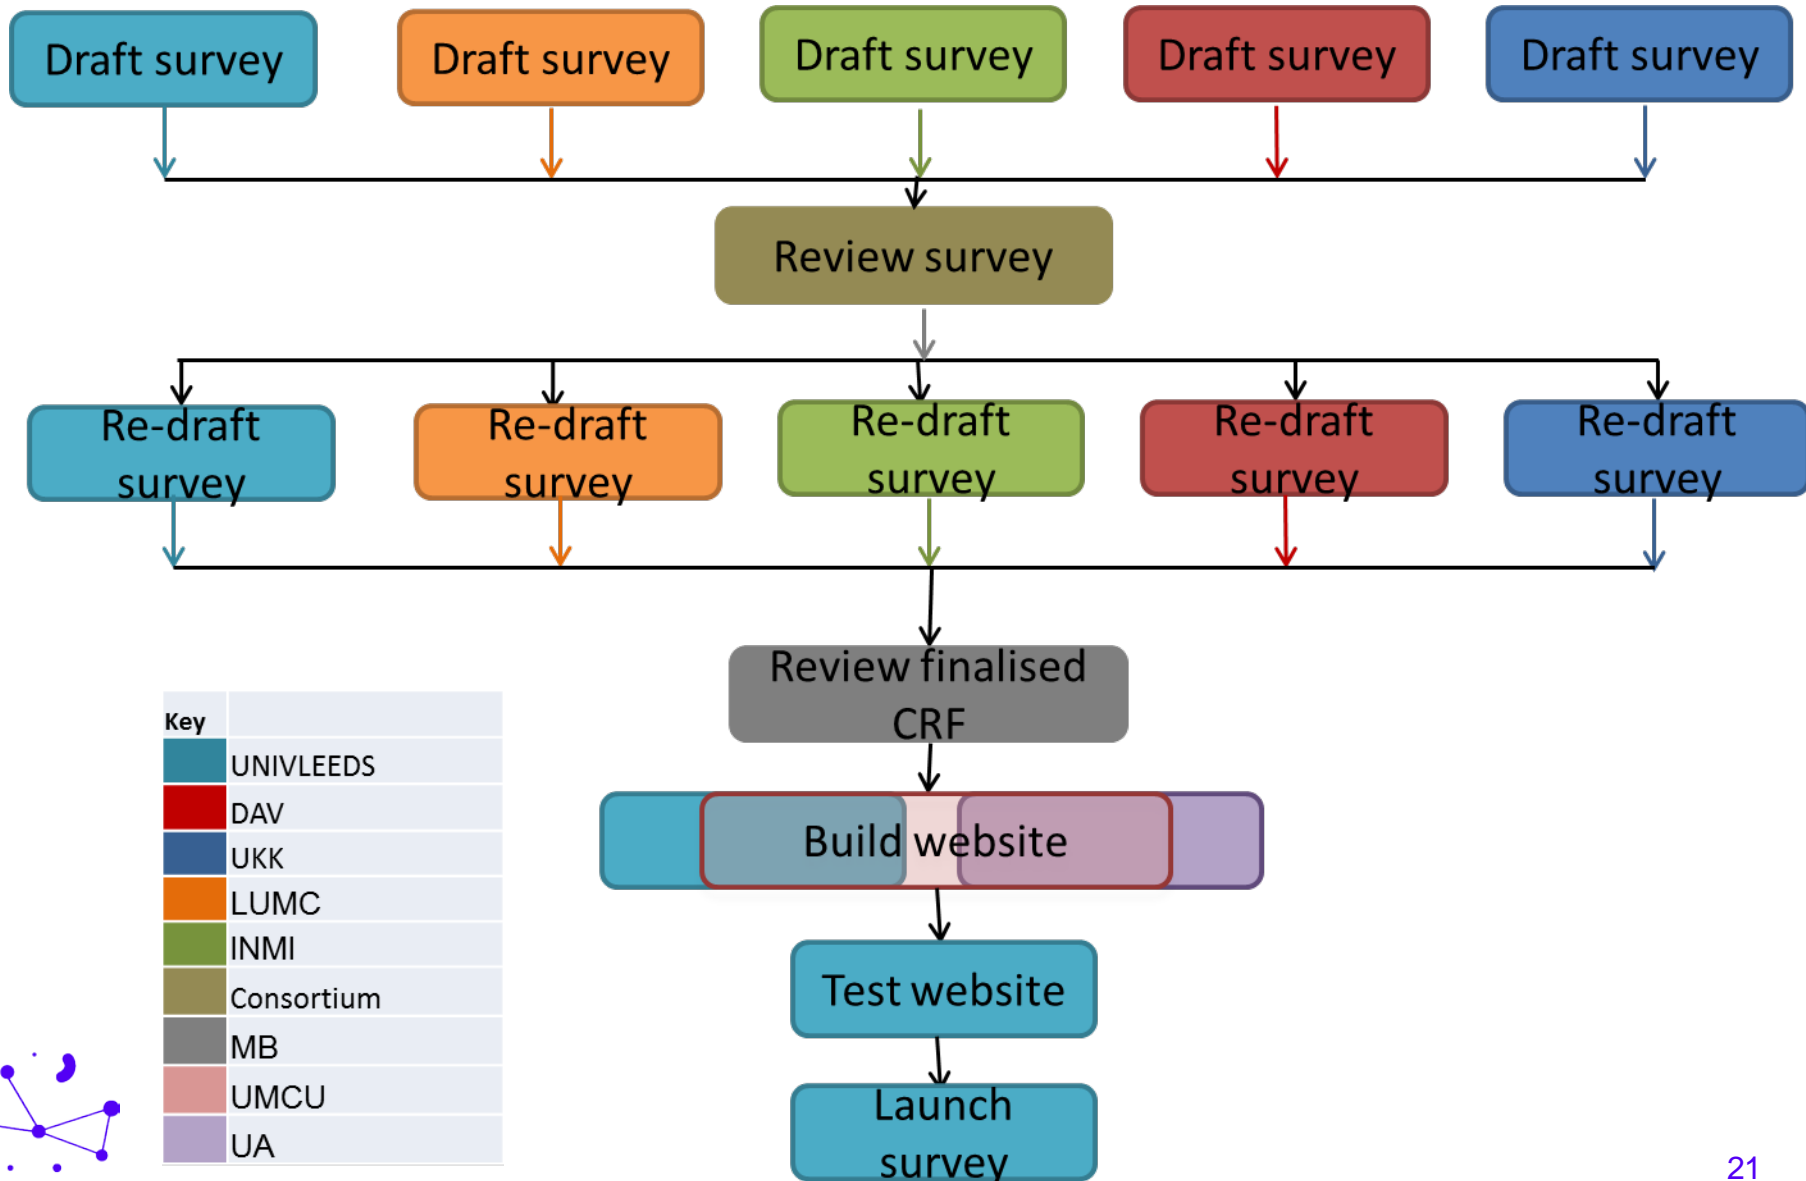 Draft survey
Draft survey
Draft survey
Draft survey
Draft survey
Review survey
Re-draft
survey
Re-draft
survey
Re-draft
survey
Re-draft
survey
Re-draft
survey
Review finalised
CRF
Build website
Test website
Launch
survey
Key
UNIVLEEDS
DAV
UKK
LUMC
INMI
Consortium
MB
UMCU
UA
21